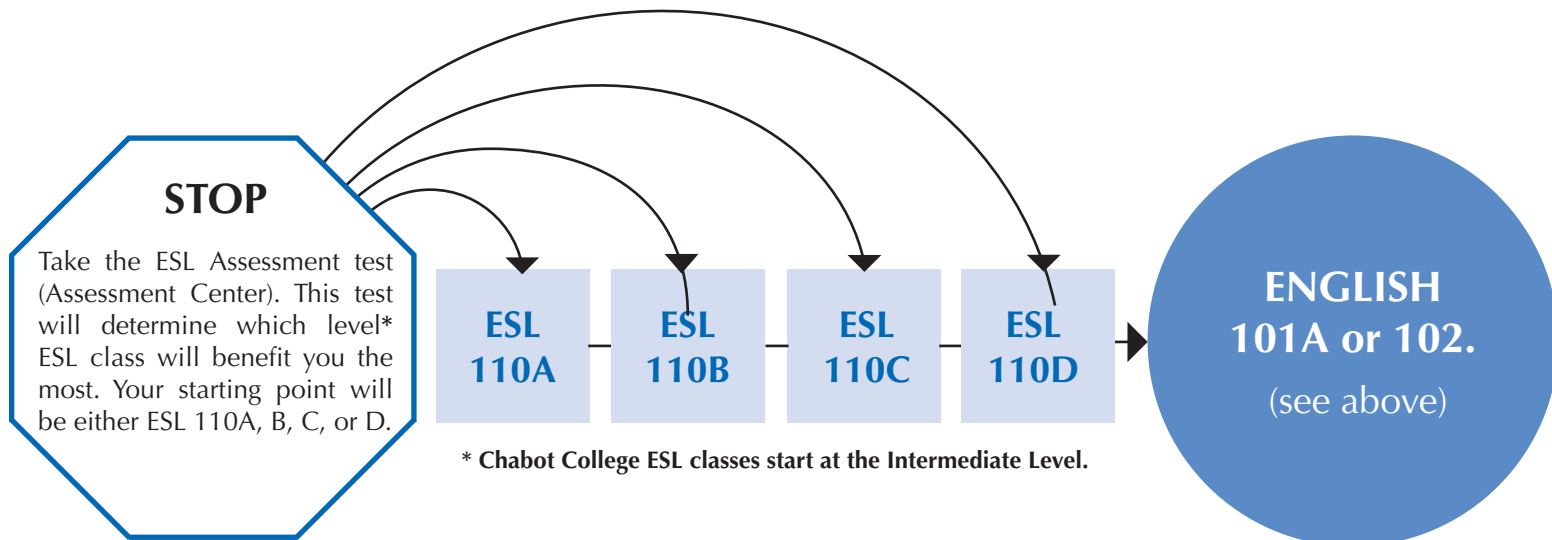 STOP
Take the ESL Assessment test
(Assessment Center). This test
will determine which level*
ESL class will benefit you the
most. Your starting point will
be either ESL 110A, B, C, or D.
ESL
110A
ESL
110B
ESL
110C
ESL
110D
* Chabot College ESL classes start at the Intermediate Level.
ENGLISH
101A or 102.
(see above)